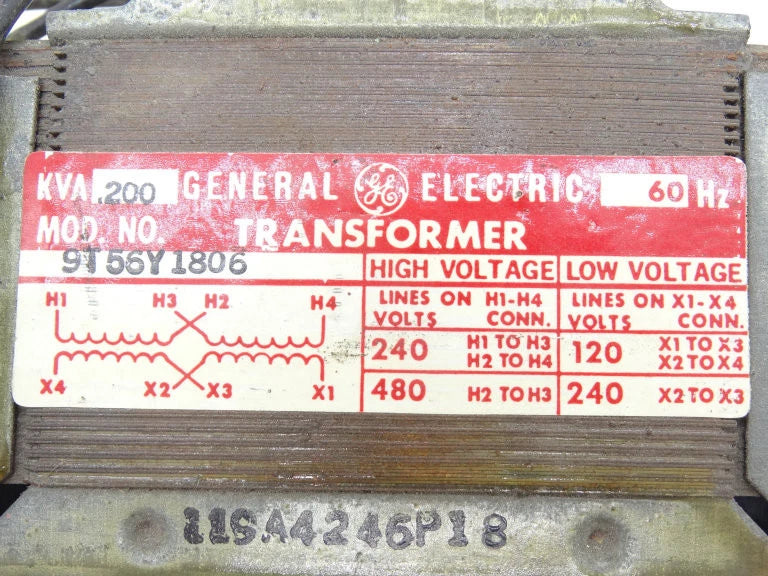 KVA .200 GENERAL GE ELECTRIC 60 Hz
MOD NO. TRANSFORMER
9T56Y1806
HIGH VOLTAGE LOW VOLTAGE
H1 H3 H2 H4
LINES ON H1-H4 LINES ON X1-X4
VOLTS CONN. VOLTS CONN.
240 H1 TO H3 H2 TO H4 120 X1 TO X3 X2 TO X4
X4 X2 X3 X1
480 H2 TO H3 240 X2 TO X3
11SA4246P18